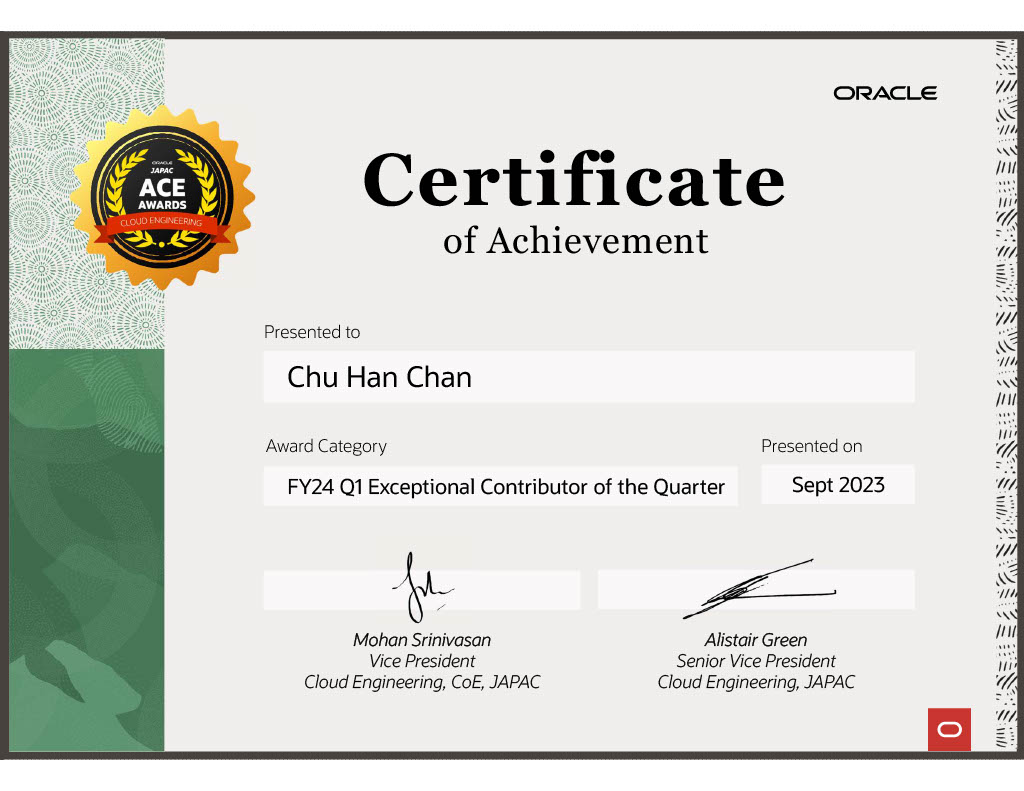 ORACLE
ORACLE
JAPAC
ACE
AWARDS
CLOUD ENGINEERING
Certificate
of Achievement
Presented to
Chu Han Chan
Award Category
Presented on
FY24 Q1 Exceptional Contributor of the Quarter
Sept 2023
Mohan Srinivasan
Vice President
Cloud Engineering, CoE, JAPAC
Alistair Green
Senior Vice President
Cloud Engineering, JAPAC